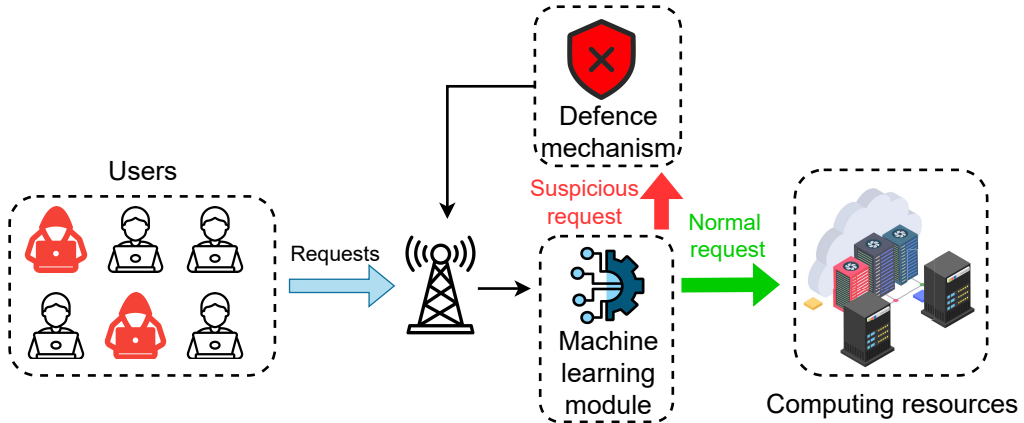 Users
Requests
Defence
mechanism
Suspicious
request
Normal
request
Machine
learning
module
Computing resources